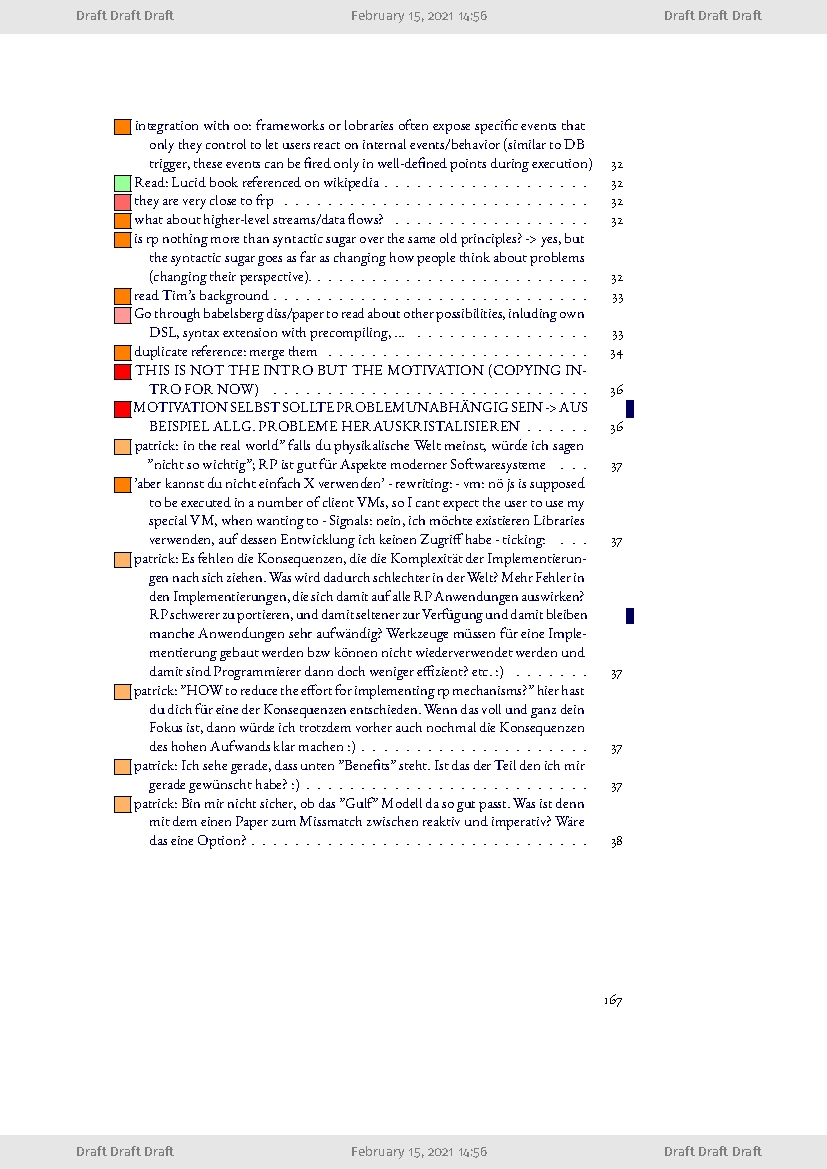 Draft Draft Draft February 15, 2021 14:56 Draft Draft Draft
integration with oo: frameworks or lobraries often expose specific events that
only they control to let users react on internal events/behavior (similar to DB
trigger, these events can be fired only in well-defined points during execution) 32
Read: Lucid book referenced on wikipedia . . . . . . . . . . . . . . . . . . . 32
they are very close to frp . . . . . . . . . . . . . . . . . . . . . . . . . . . 32
what about higher-level streams/data flows? . . . . . . . . . . . . . . . . . . 32
is rp nothing more than syntactic sugar over the same old principles? -> yes, but
the syntactic sugar goes as far as changing how people think about problems
(changing their perspective). . . . . . . . . . . . . . . . . . . . . . . . . . 32
read Tim's background . . . . . . . . . . . . . . . . . . . . . . . . . . . . 33
Go through babelsberg diss/paper to read about other possibilities, inluding own
DSL, syntax extension with precompiling, ... . . . . . . . . . . . . . . . . 33
duplicate reference: merge them . . . . . . . . . . . . . . . . . . . . . . . 34
THIS IS NOT THE INTRO BUT THE MOTIVATION (COPYING IN-
TRO FOR NOW) . . . . . . . . . . . . . . . . . . . . . . . . . . . . 36
MOTIVATION SELBST SOLLTE PROBLEMUNABHÄNGIG SEIN -> AUS
BEISPIEL ALLG. PROBLEME HERAUSKRISTALISIEREN . . . . . . 36
patrick: in the real world" falls du physikalische Welt meinst, würde ich sagen
"nicht so wichtig"; RP ist gut für Aspekte moderner Softwaresysteme . . . 37
'aber kannst du nicht einfach X verwenden' - rewriting: - vm: nö js is supposed
to be executed in a number of client VMs, so I cant expect the user to use my
special VM, when wanting to - Signals: nein, ich möchte existieren Libraries
verwenden, auf dessen Entwicklung ich keinen Zugriff habe - ticking: . . . 37
patrick: Es fehlen die Konsequenzen, die die Komplexität der Implementierun-
gen nach sich ziehen. Was wird dadurch schlechter in der Welt? Mehr Fehler in
den Implementierungen, die sich damit auf alle RP Anwendungen auswirken?
RP schwerer zu portieren, und damit seltener zur Verfügung und damit bleiben
manche Anwendungen sehr aufwändig? Werkzeuge müssen für eine Imple-
mentierung gebaut werden bzw können nicht wiederverwendet werden und
damit sind Programmierer dann doch weniger effizient? etc. :) . . . . . . . 37
patrick: "HOW to reduce the effort for implementing rp mechanisms?" hier hast
du dich für eine der Konsequenzen entschieden. Wenn das voll und ganz dein
Fokus ist, dann würde ich trotzdem vorher auch nochmal die Konsequenzen
des hohen Aufwands klar machen :) . . . . . . . . . . . . . . . . . . . . . 37
patrick: Ich sehe gerade, dass unten "Benefits" steht. Ist das der Teil den ich mir
gerade gewünscht habe? :) . . . . . . . . . . . . . . . . . . . . . . . . . . 37
patrick: Bin mir nicht sicher, ob das "Gulf" Modell da so gut passt. Was ist denn
mit dem einen Paper zum Missmatch zwischen reaktiv und imperativ? Wäre
das eine Option? . . . . . . . . . . . . . . . . . . . . . . . . . . . . . . . 38
167
Draft Draft Draft February 15, 2021 14:56 Draft Draft Draft